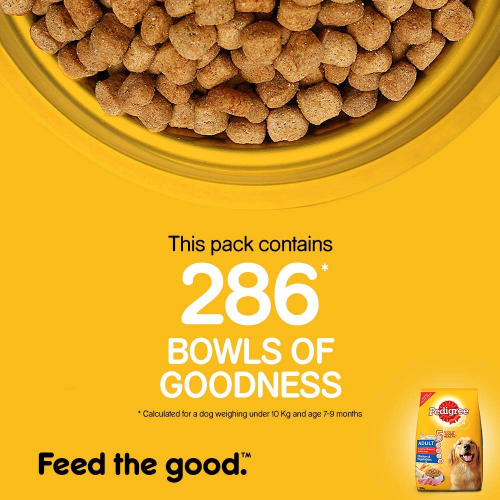 This pack contains
286*
BOWLS OF
GOODNESS
* Calculated for a dog weighing under 10 Kg and age 7-9 months
Feed the good.™
Pedigree
ADULT